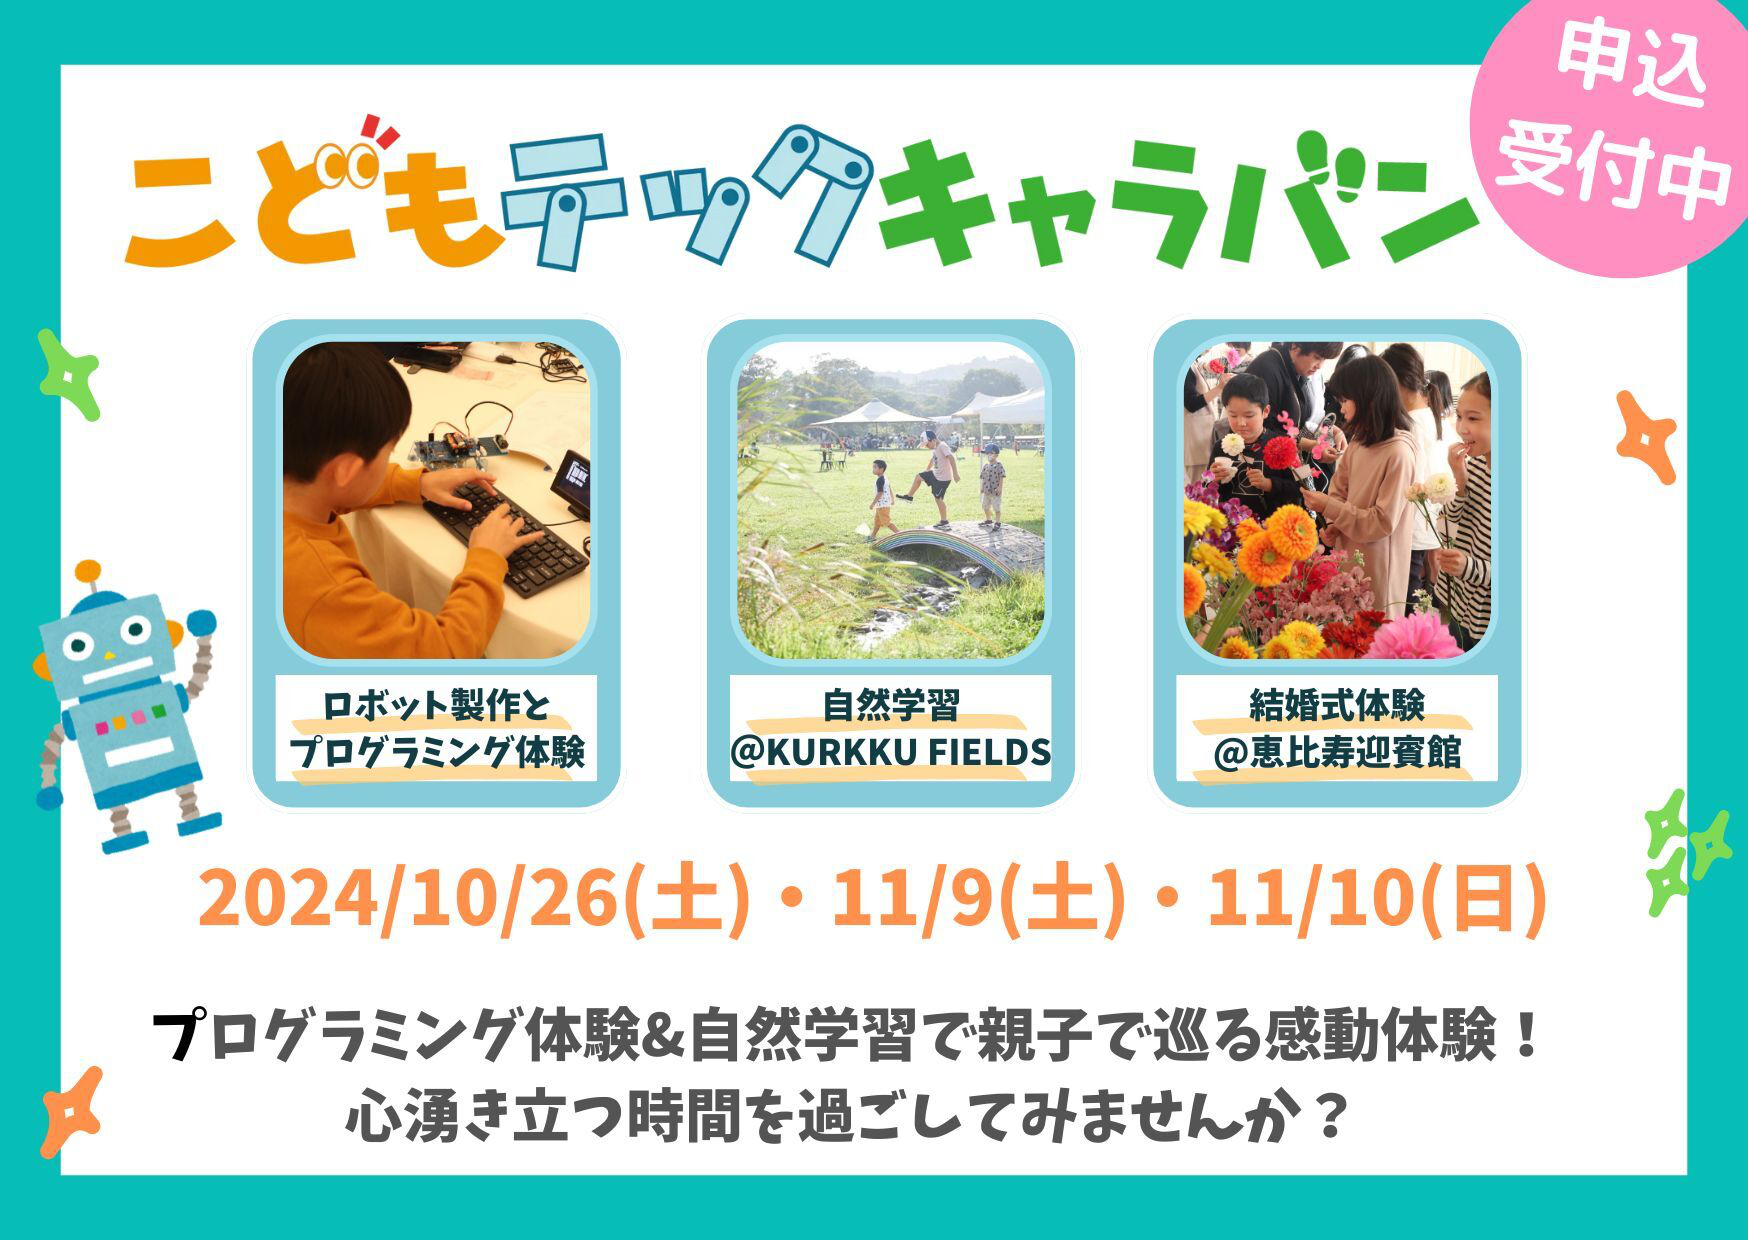 申込
受付中
こどもテックキャラバン
ロボット製作と
プログラミング体験
自然学習
@KURKKU FIELDS
結婚式体験
@恵比寿迎賓館
2024/10/26(土)・11/9(土)・11/10(日)
プログラミング体験&自然学習で親子で巡る感動体験！
心湧き立つ時間を過ごしてみませんか？